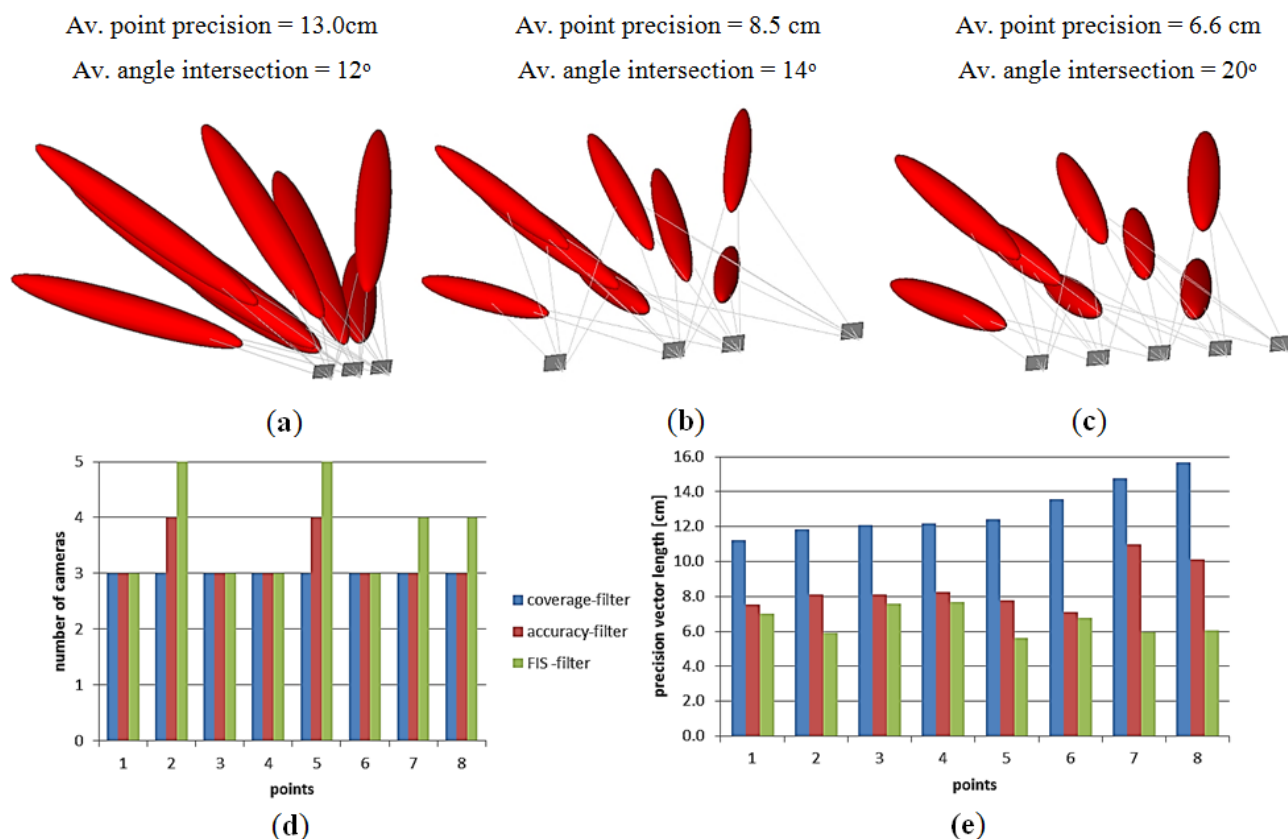 Av. point precision = 13.0cm
Av. angle intersection = 12°
Av. point precision = 8.5 cm
Av. angle intersection = 14°
Av. point precision = 6.6 cm
Av. angle intersection = 20°
(a)
(b)
(c)
number of cameras
5
4
3
2
1
0
1 2 3 4 5 6 7 8
points
(d)
coverage-filter
accuracy-filter
FIS -filter
precision vector length [cm]
16.0
14.0
12.0
10.0
8.0
6.0
4.0
2.0
0.0
1 2 3 4 5 6 7 8
points
(e)